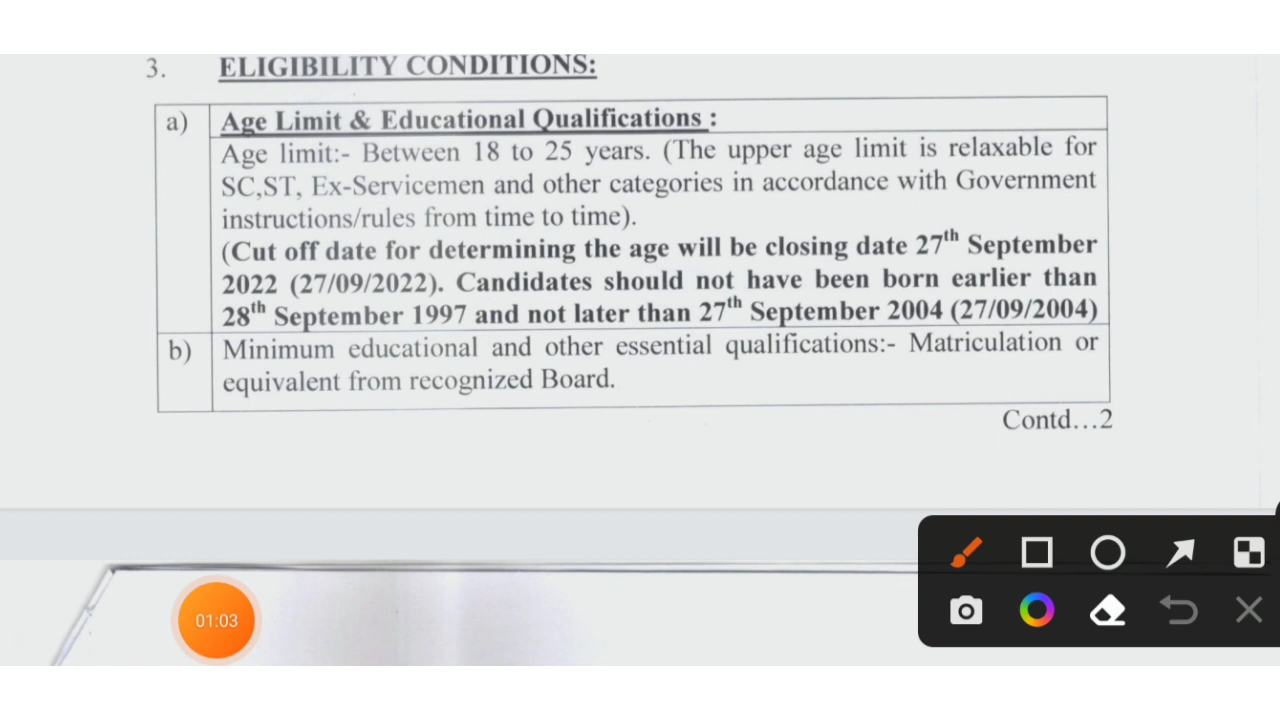 3. ELIGIBILITY CONDITIONS:
a) Age Limit & Educational Qualifications :
Age limit:- Between 18 to 25 years. (The upper age limit is relaxable for
SC,ST, Ex-Servicemen and other categories in accordance with Government
instructions/rules from time to time).
(Cut off date for determining the age will be closing date 27th September
2022 (27/09/2022). Candidates should not have been born earlier than
28th September 1997 and not later than 27th September 2004 (27/09/2004)
b) Minimum educational and other essential qualifications:- Matriculation or
equivalent from recognized Board.
Contd...2
01:03